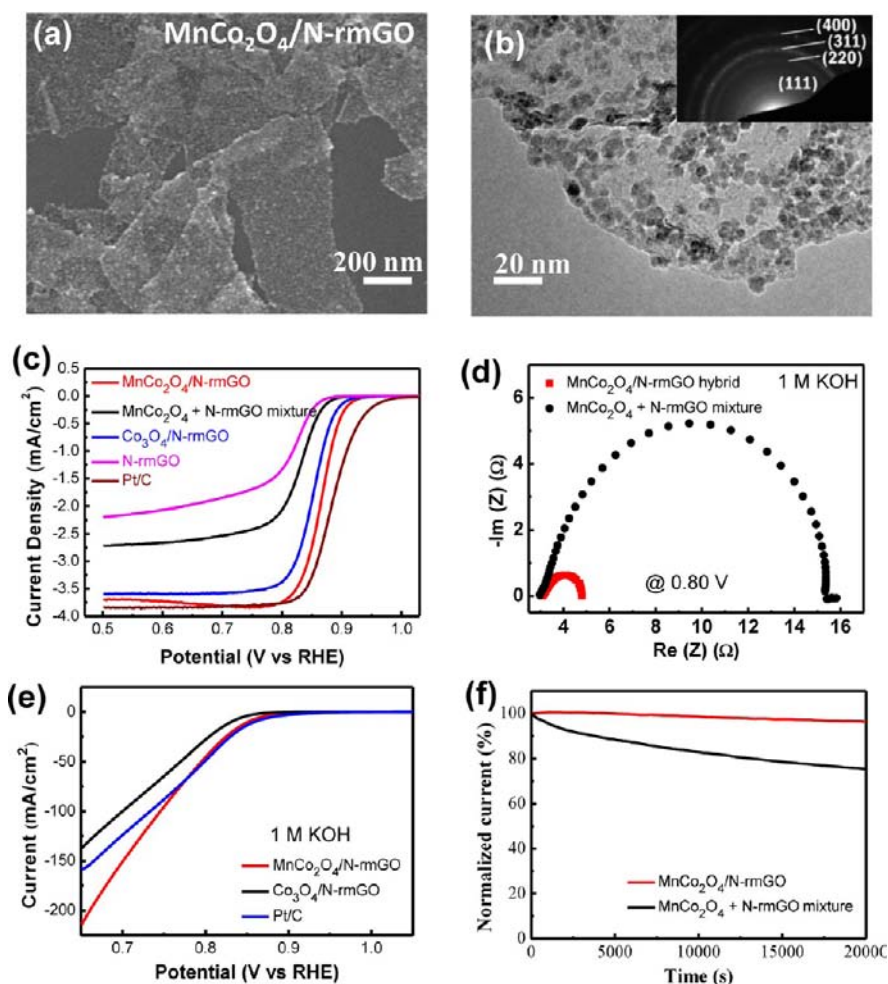 (a)
MnCo₂O₄/N-rmGO
200 nm
(b)
(400)
(311)
(220)
(111)
20 nm
(c)
0.5
0.0
-0.5
-1.0
-1.5
-2.0
-2.5
-3.0
-3.5
-4.0
Current Density (mA/cm²)
MnCo₂O₄/N-rmGO
MnCo₂O₄ + N-rmGO mixture
Co₃O₄/N-rmGO
N-rmGO
Pt/C
0.5 0.6 0.7 0.8 0.9 1.0
Potential (V vs RHE)
(d)
-6
5
0
-Im (Z) (Ω)
MnCo₂O₄/N-rmGO hybrid
MnCo₂O₄ + N-rmGO mixture
1 M KOH
@ 0.80 V
4 6 8 10 12 14 16
Re (Z) (Ω)
(e)
0
-50
-100
-150
-200
Current (mA/cm²)
1 M KOH
MnCo₂O₄/N-rmGO
Co₃O₄/N-rmGO
Pt/C
0.7 0.8 0.9 1.0
Potential (V vs RHE)
(f)
100
80
60
40
20
0
Normalized current (%)
MnCo₂O₄/N-rmGO
MnCo₂O₄ + N-rmGO mixture
0 5000 10000 15000 2000
Time (s)